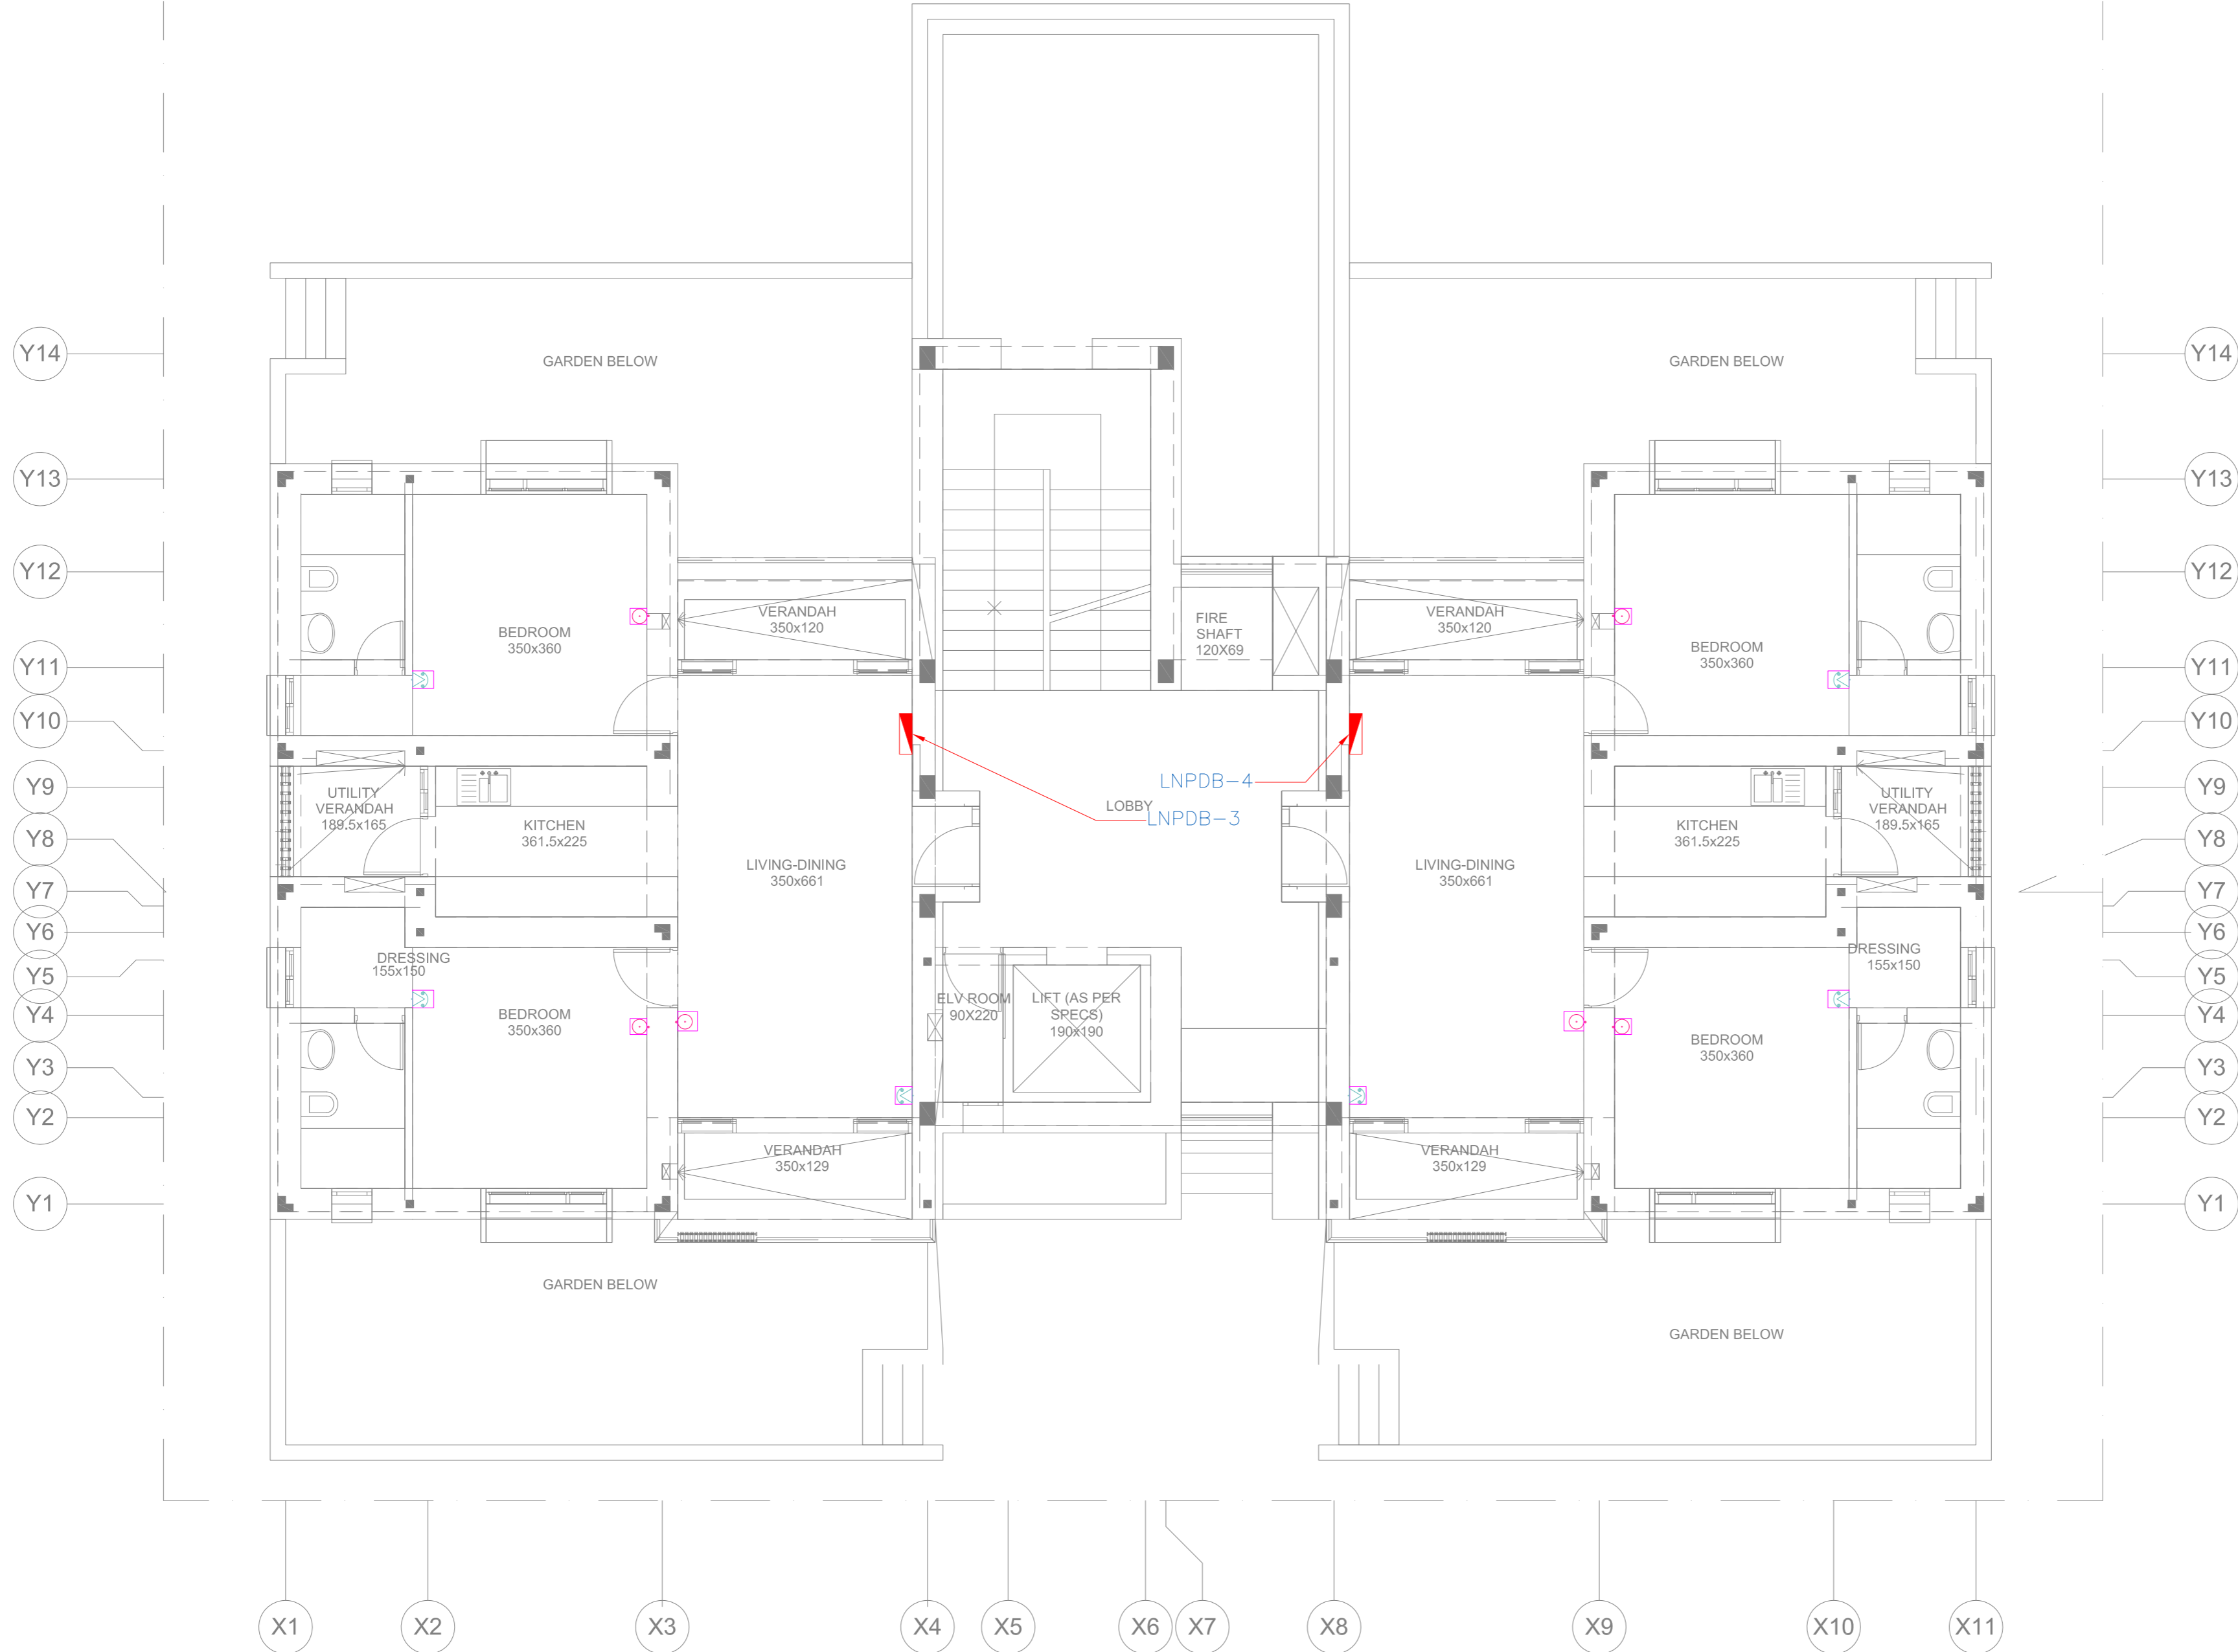 Y14
Y14
GARDEN BELOW
GARDEN BELOW
Y13
Y13
Y12
Y12
VERANDAH
350x120
FIRE
SHAFT
120X69
VERANDAH
350x120
BEDROOM
350x360
BEDROOM
350x360
Y11
Y11
Y10
Y10
Y9
Y9
UTILITY
VERANDAH
189.5x165
KITCHEN
361.5x225
LNPDB-4
LOBBY
LNPDB-3
KITCHEN
361.5x225
UTILITY
VERANDAH
189.5x165
Y8
Y8
LIVING-DINING
350x661
LIVING-DINING
350x661
Y7
Y7
Y6
Y6
DRESSING
155x150
DRESSING
155x150
Y5
Y5
ELV ROOM
90X220
LIFT (AS PER
SPECS)
190x190
Y4
Y4
BEDROOM
350x360
BEDROOM
350x360
Y3
Y3
Y2
Y2
VERANDAH
350x129
VERANDAH
350x129
Y1
Y1
GARDEN BELOW
GARDEN BELOW
X1
X2
X3
X4
X5
X6
X7
X8
X9
X10
X11